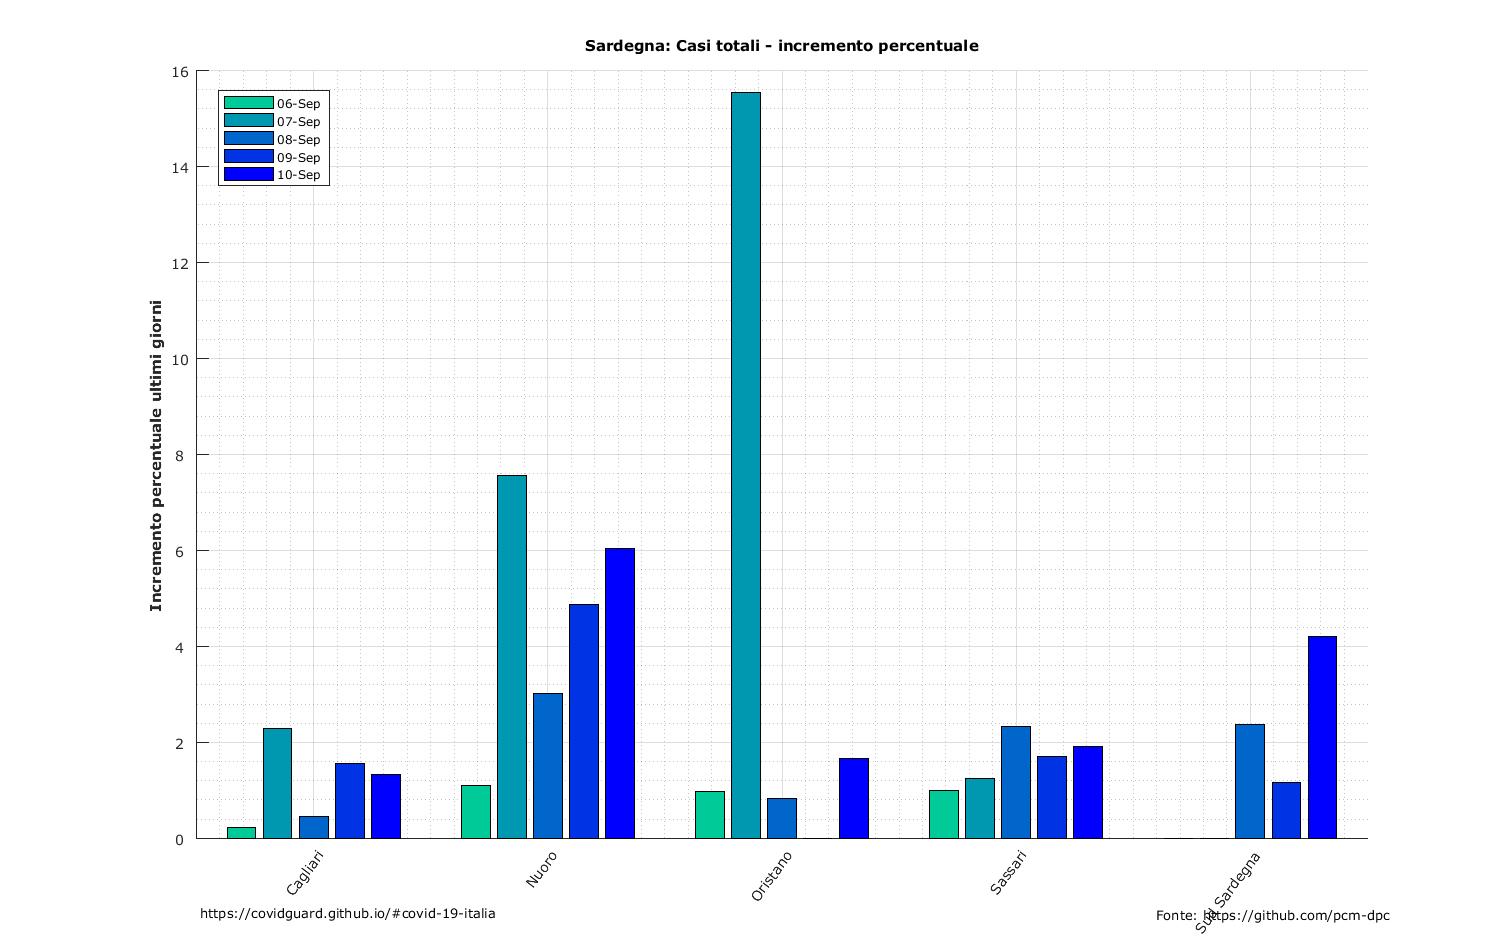 Sardegna: Casi totali - incremento percentuale
16
14
12
10
8
6
4
2
0
Incremento percentuale ultimi giorni
06-Sep
07-Sep
08-Sep
09-Sep
10-Sep
Cagliari
Nuoro
Oristano
Sassari
Sud Sardegna
https://covidguard.github.io/#covid-19-italia
Fonte: https://github.com/pcm-dpc